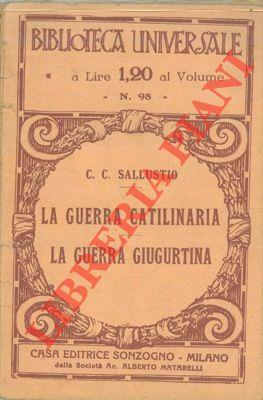 BIBLIOTECA UNIVERSALE
a Lire 1,20 al Volume
- N. 98 -
C. C. SALLUSTIO
LA GUERRA CATILINARIA
LA GUERRA GIUGURTINA
CASA EDITRICE SONZOGNO - MILANO
della Società An. ALBERTO MATARELLI
LIBRERIA PIANI